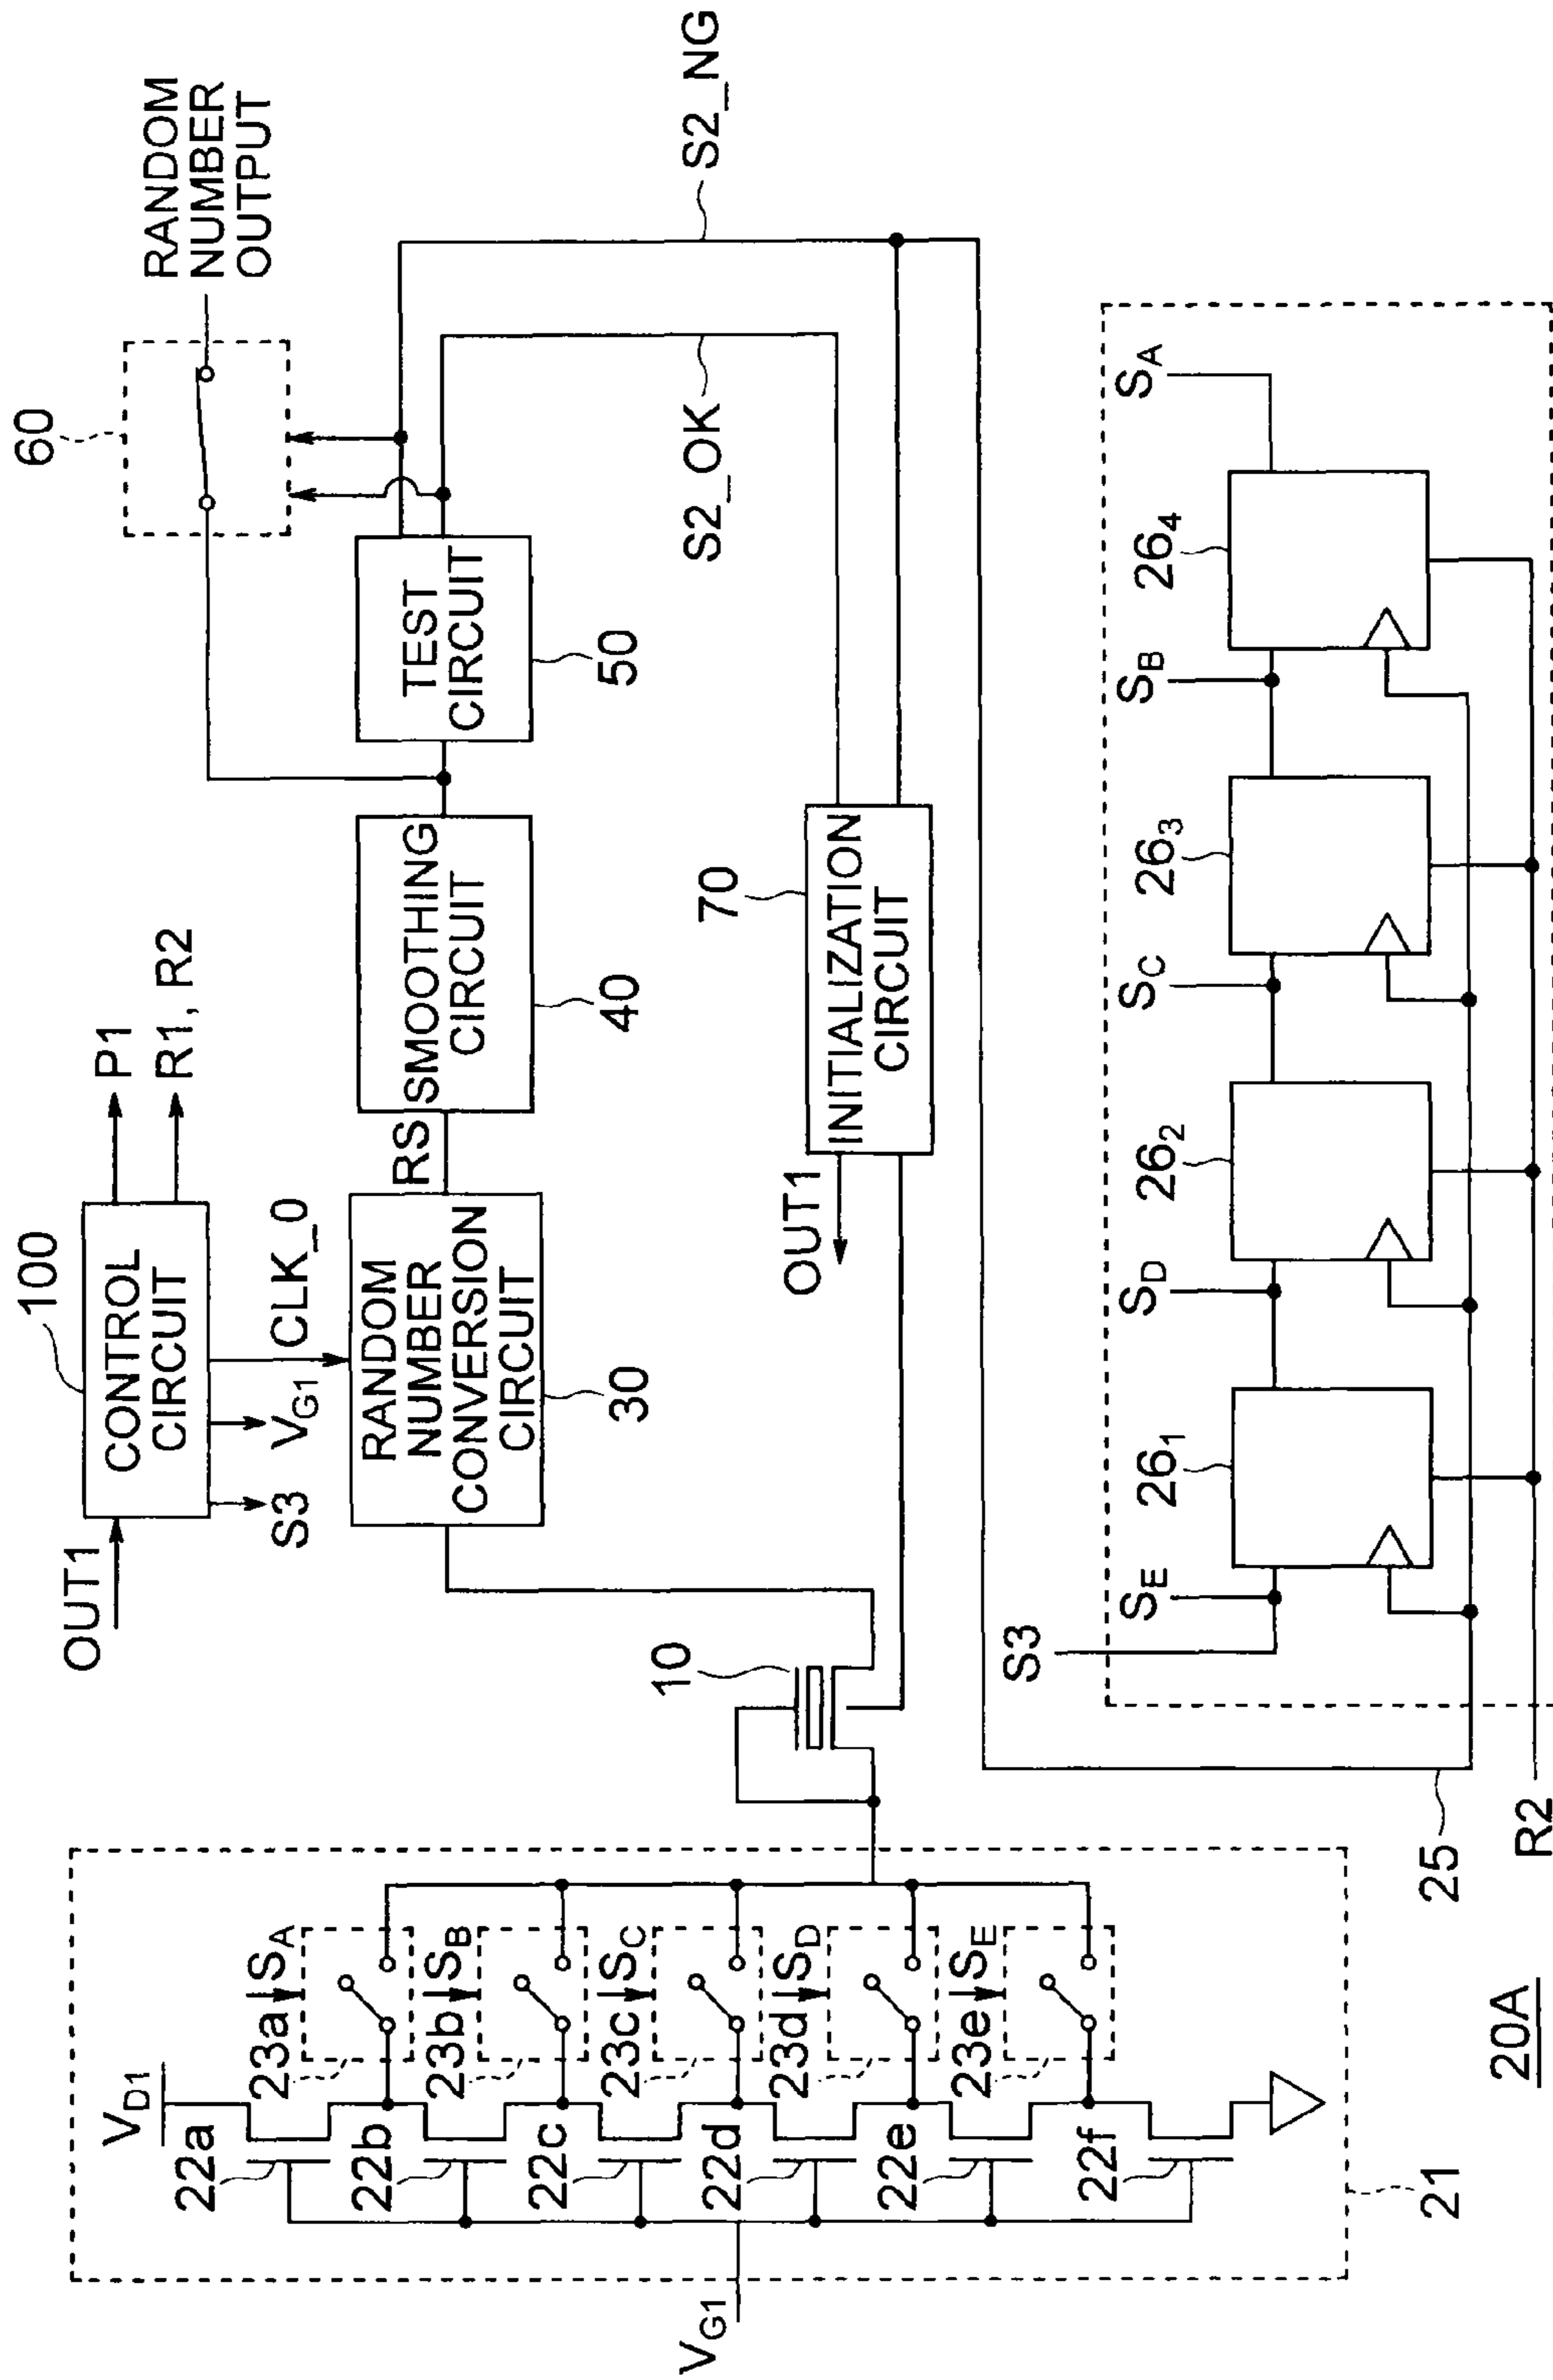 60
RANDOM
NUMBER
OUTPUT
100
OUT1
CONTROL
CIRCUIT
P1
R1, R2
S3
VG1
CLK_0
RANDOM
NUMBER
CONVERSION
CIRCUIT
30
RS
SMOOTHING
CIRCUIT
40
TEST
CIRCUIT
50
S2_OK
S2_NG
10
OUT1
70
INITIALIZATION
CIRCUIT
VD1
VG1
22a
22b
22c
22d
22e
22f
23a
SA
23b
SB
23c
SC
23d
SD
23e
SE
21
S3
SE
SD
SC
SB
SA
261
262
263
264
25
R2
20A